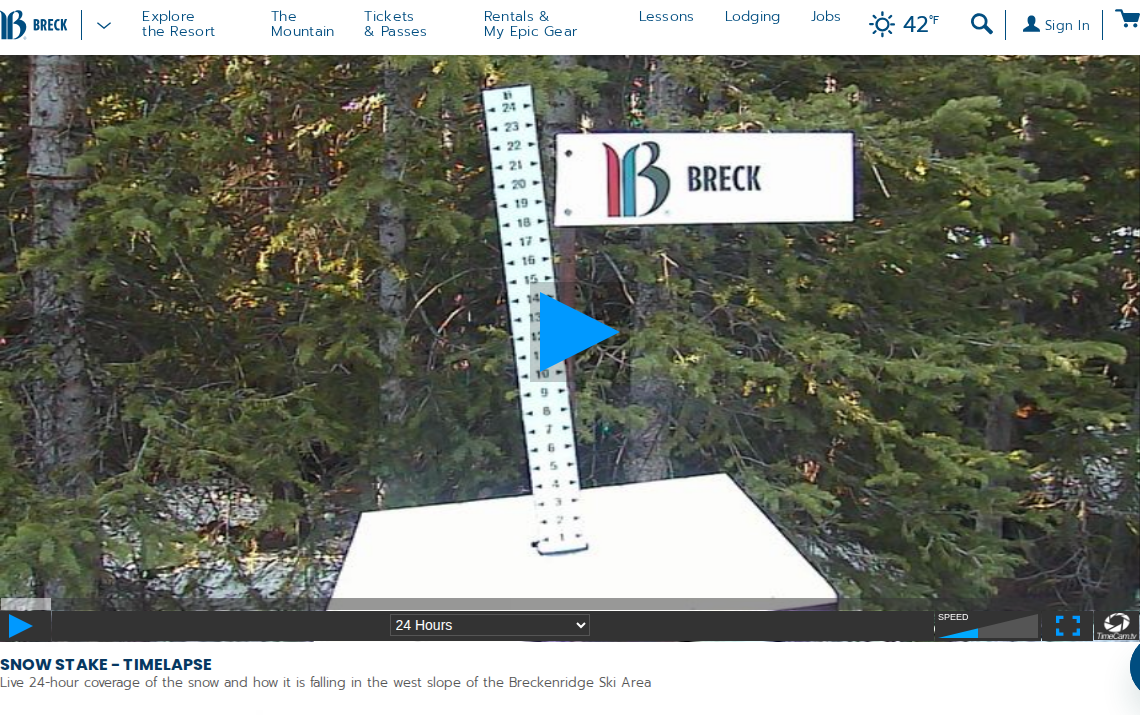 BRECK
Explore
the Resort
The
Mountain
Tickets
& Passes
Rentals &
My Epic Gear
Lessons
Lodging
Jobs
42°F
Sign In
24
23
22
21
20
19
18
17
16
15
14
13
12
10
9
8
7
6
5
4
3
2
1
BRECK
24 Hours
SPEED
TimeCam.tv
SNOW STAKE - TIMELAPSE
Live 24-hour coverage of the snow and how it is falling in the west slope of the Breckenridge Ski Area